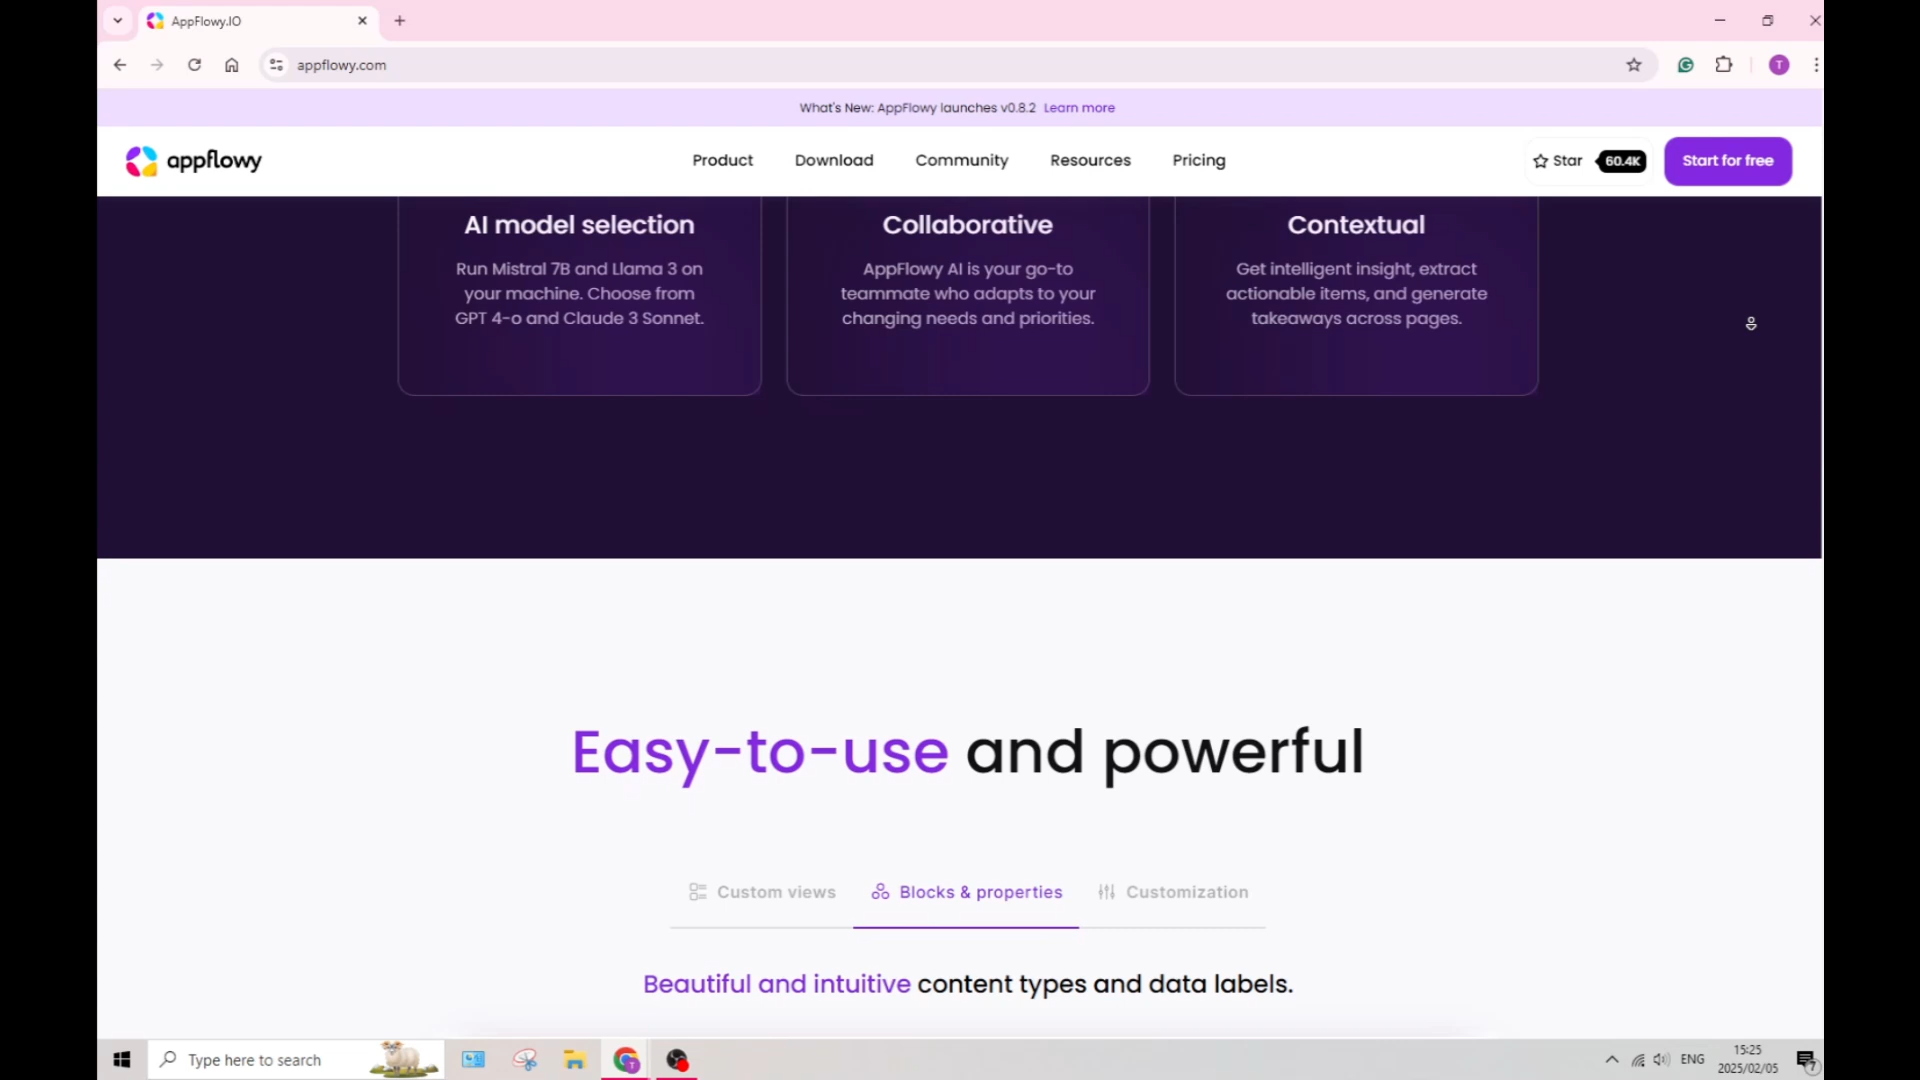 AppFlowy.IO
appflowy.com
What's New: AppFlowy launches v0.8.2 Learn more
appflowy
Product
Download
Community
Resources
Pricing
Star 60.4K
Start for free
T
AI model selection
Run Mistral 7B and Llama 3 on
your machine. Choose from
GPT 4-o and Claude 3 Sonnet.
Collaborative
AppFlowy AI is your go-to
teammate who adapts to your
changing needs and priorities.
Contextual
Get intelligent insight, extract
actionable items, and generate
takeaways across pages.
Easy-to-use and powerful
Custom views
Blocks & properties
Customization
Beautiful and intuitive content types and data labels.
Type here to search
ENG
15:25
2025/02/05
7